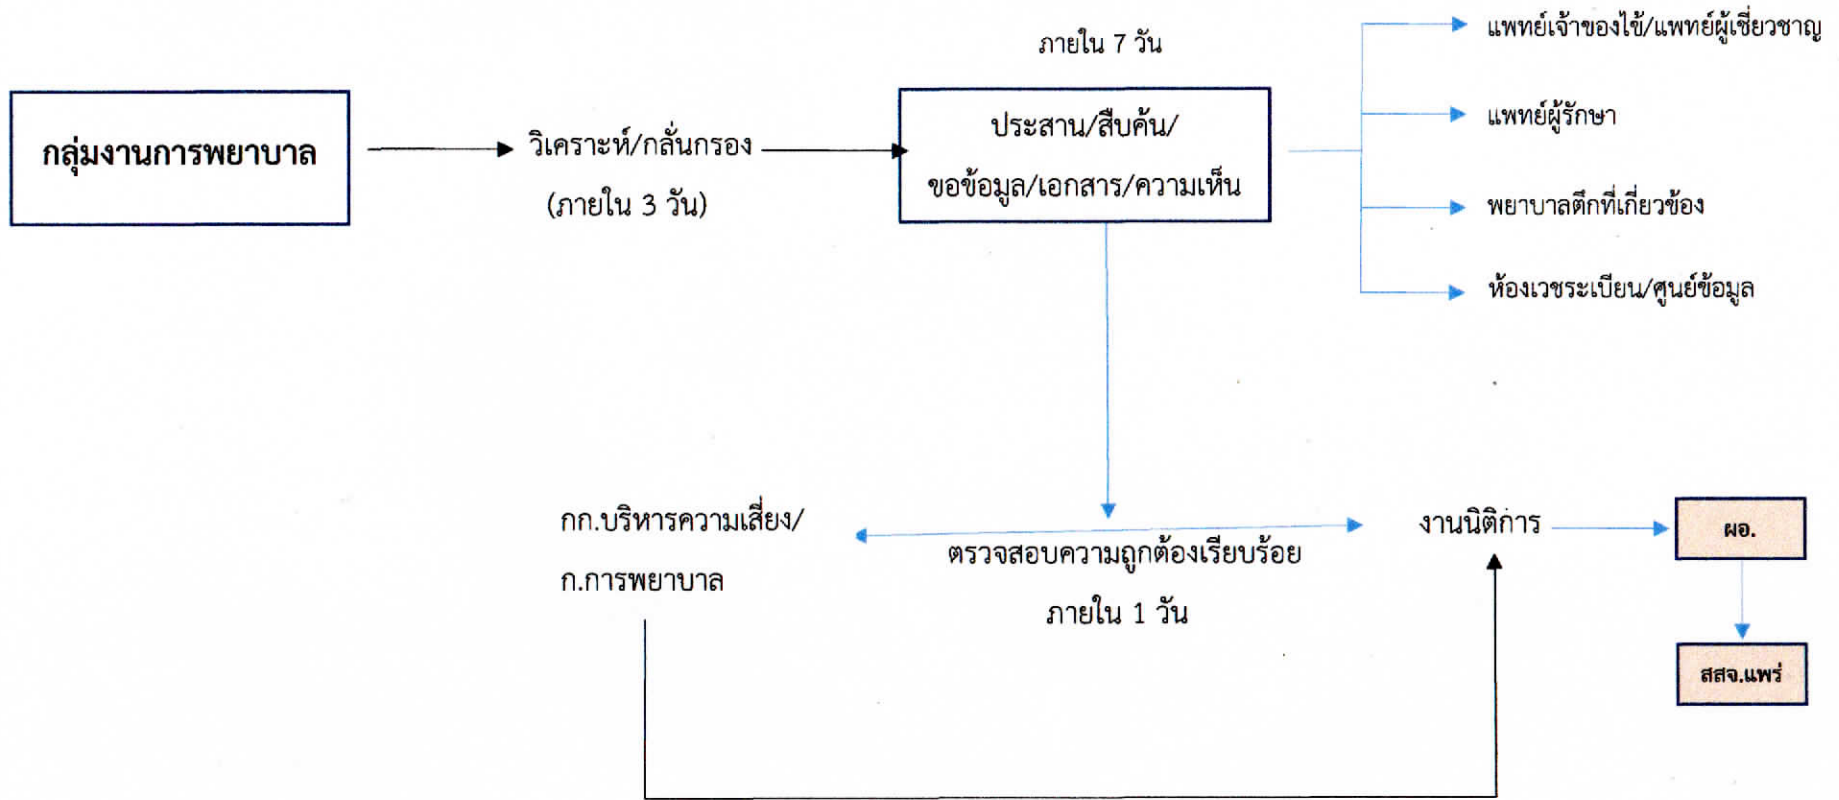 ภายใน 7 วัน
แพทย์เจ้าของไข้/แพทย์ผู้เชี่ยวชาญ
กลุ่มงานการพยาบาล
วิเคราะห์/กลั่นกรอง
(ภายใน 3 วัน)
ประสาน/สืบค้น/
ขอข้อมูล/เอกสาร/ความเห็น
แพทย์ผู้รักษา
พยาบาลตึกที่เกี่ยวข้อง
ห้องเวชระเบียน/ศูนย์ข้อมูล
กก.บริหารความเสี่ยง/
ก.การพยาบาล
ตรวจสอบความถูกต้องเรียบร้อย
ภายใน 1 วัน
งานนิติการ
ผอ.
สสจ.แพร่